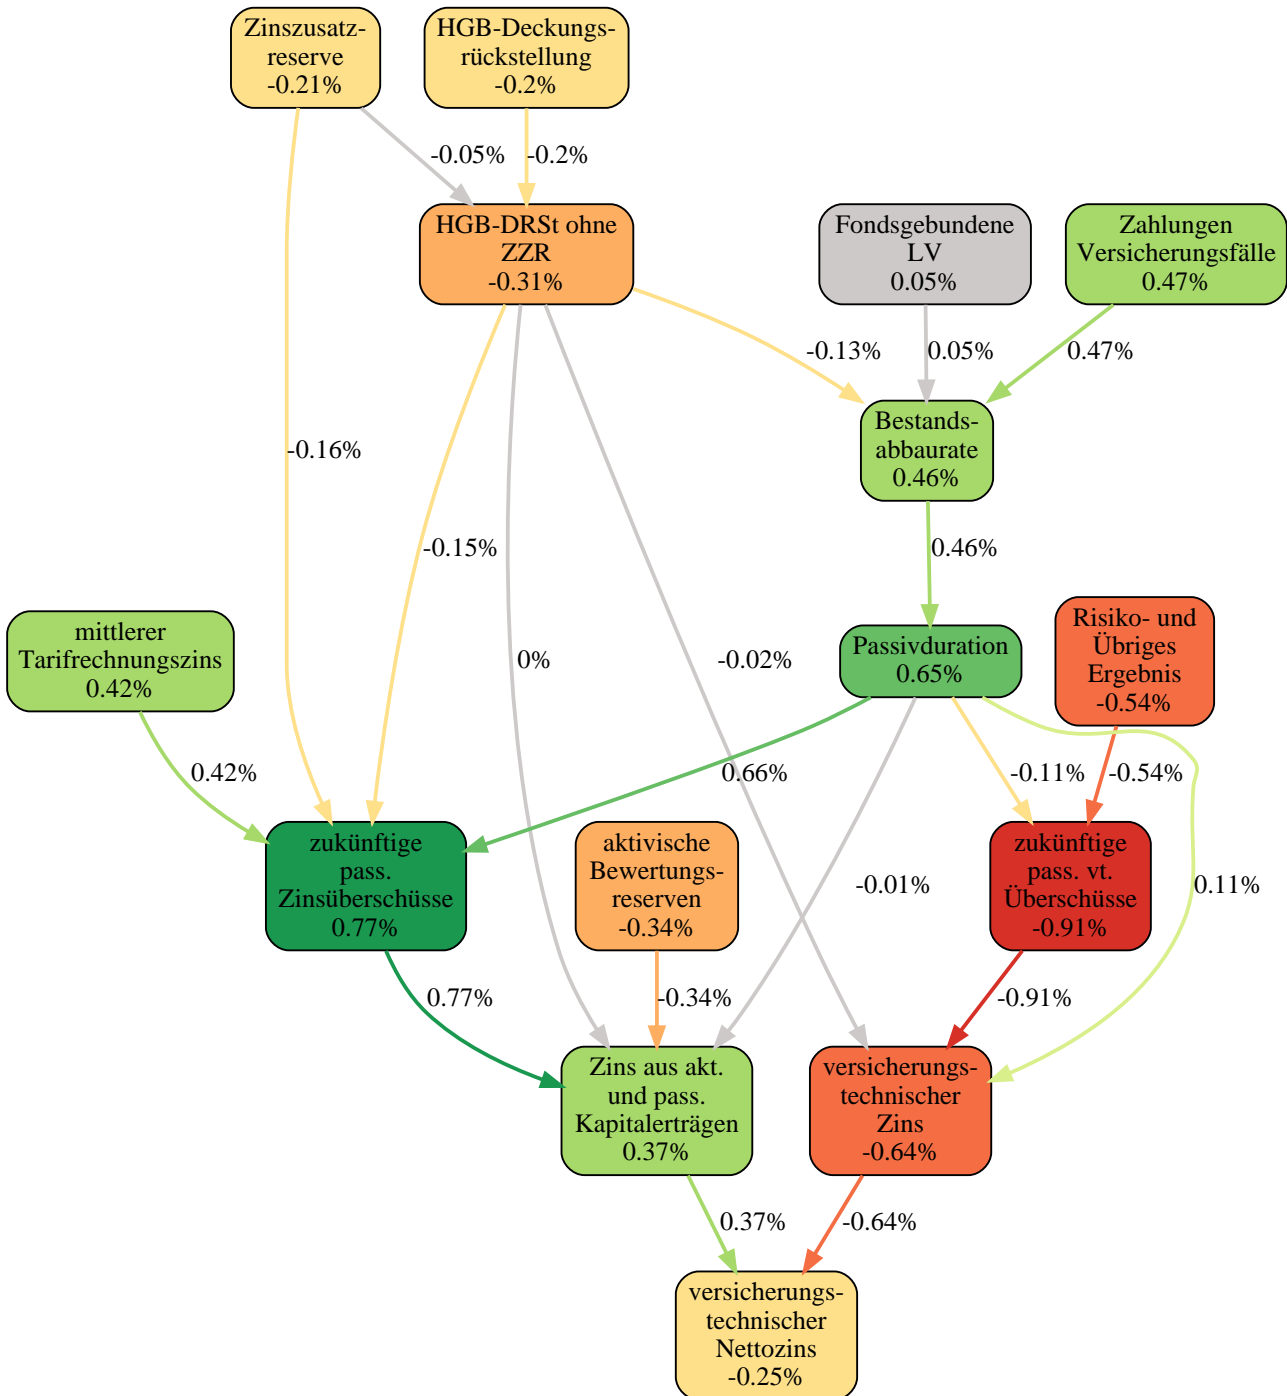 Zinszusatz-
reserve
-0.21%
HGB-Deckungs-
rückstellung
-0.2%
-0.05%
-0.2%
HGB-DRSt ohne
ZZR
-0.31%
Fondsgebundene
LV
0.05%
Zahlungen
Versicherungsfälle
0.47%
-0.13%
0.05%
0.47%
Bestands-
abbaurate
0.46%
-0.16%
-0.15%
0.46%
mittlerer
Tarifrechnungszins
0.42%
0%
-0.02%
Passivduration
0.65%
Risiko- und
Übriges
Ergebnis
-0.54%
0.42%
0.66%
-0.11%
-0.54%
zukünftige
pass.
Zinsüberschüsse
0.77%
aktivische
Bewertungs-
reserven
-0.34%
-0.01%
zukünftige
pass. vt.
Überschüsse
-0.91%
0.11%
0.77%
-0.34%
-0.91%
Zins aus akt.
und pass.
Kapitalerträgen
0.37%
versicherungs-
technischer
Zins
-0.64%
0.37%
-0.64%
versicherungs-
technischer
Nettozins
-0.25%